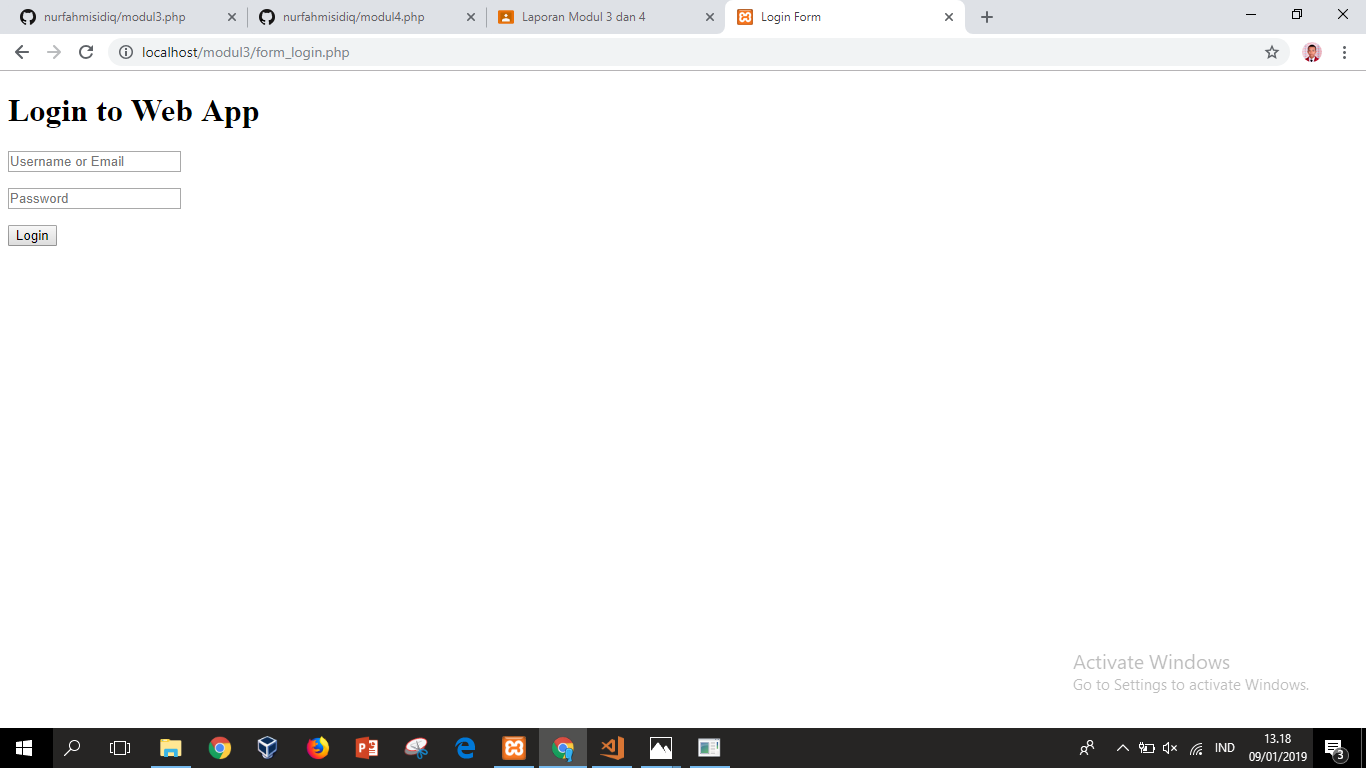 nurfahmisidiq/modul3.php
nurfahmisidiq/modul4.php
Laporan Modul 3 dan 4
Login Form
localhost/modul3/form_login.php
Login to Web App
Username or Email
Password
Login
Activate Windows
Go to Settings to activate Windows.
IND
13.18
09/01/2019
3